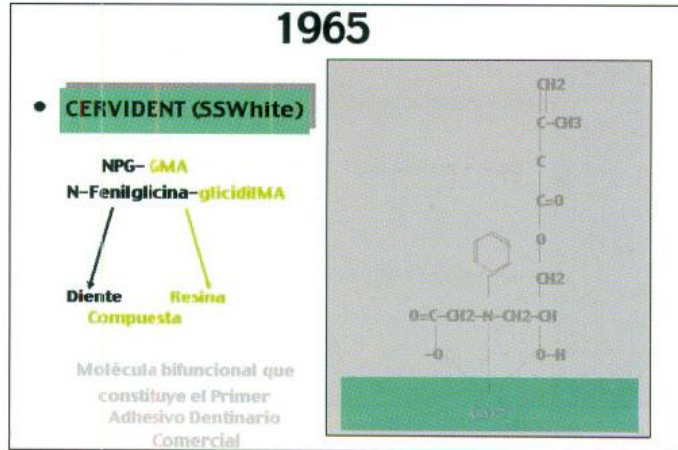 1965
• CERVIDENT (SSWhite)
NPG- GMA
N-Fenilglicina-glicidilMA
Diente Resina
Compuesta
Molécula bifuncional que
constituye el Primer
Adhesivo Dentinario
Comercial
CH2
C-CH3
C
C=O
O
CH2
O=C-CH2-N-CH2-CH
-O O-H